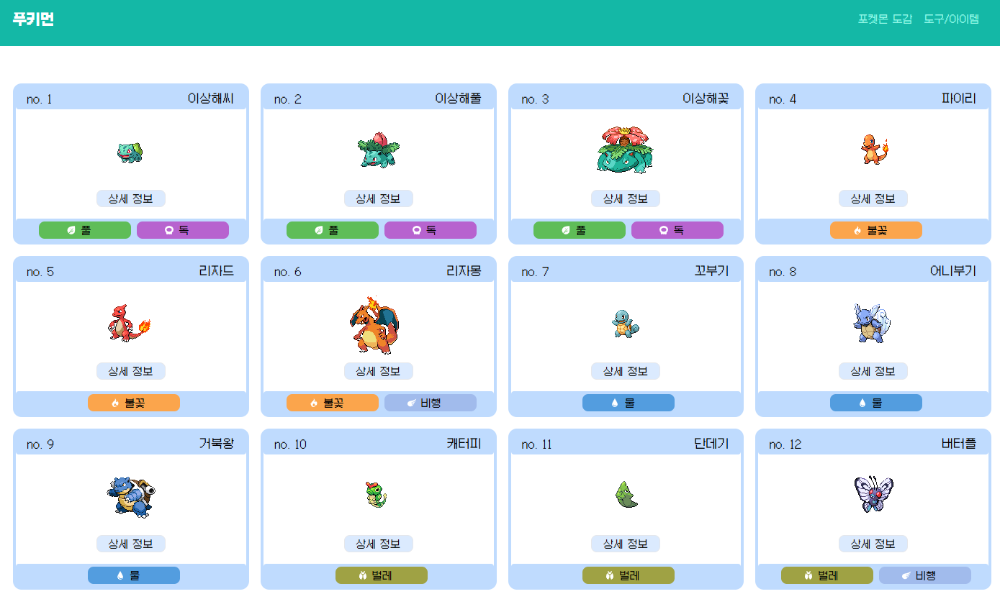 푸키먼
포켓몬 도감 도구/아이템
no. 1 이상해씨
no. 2 이상해풀
no. 3 이상해꽃
no. 4 파이리
상세 정보
상세 정보
상세 정보
상세 정보
풀 독
풀 독
풀 독
불꽃
no. 5 리자드
no. 6 리자몽
no. 7 꼬부기
no. 8 어니부기
상세 정보
상세 정보
상세 정보
상세 정보
불꽃
불꽃 비행
물
물
no. 9 거북왕
no. 10 캐터피
no. 11 단데기
no. 12 버터플
상세 정보
상세 정보
상세 정보
상세 정보
물
벌레
벌레
벌레 비행